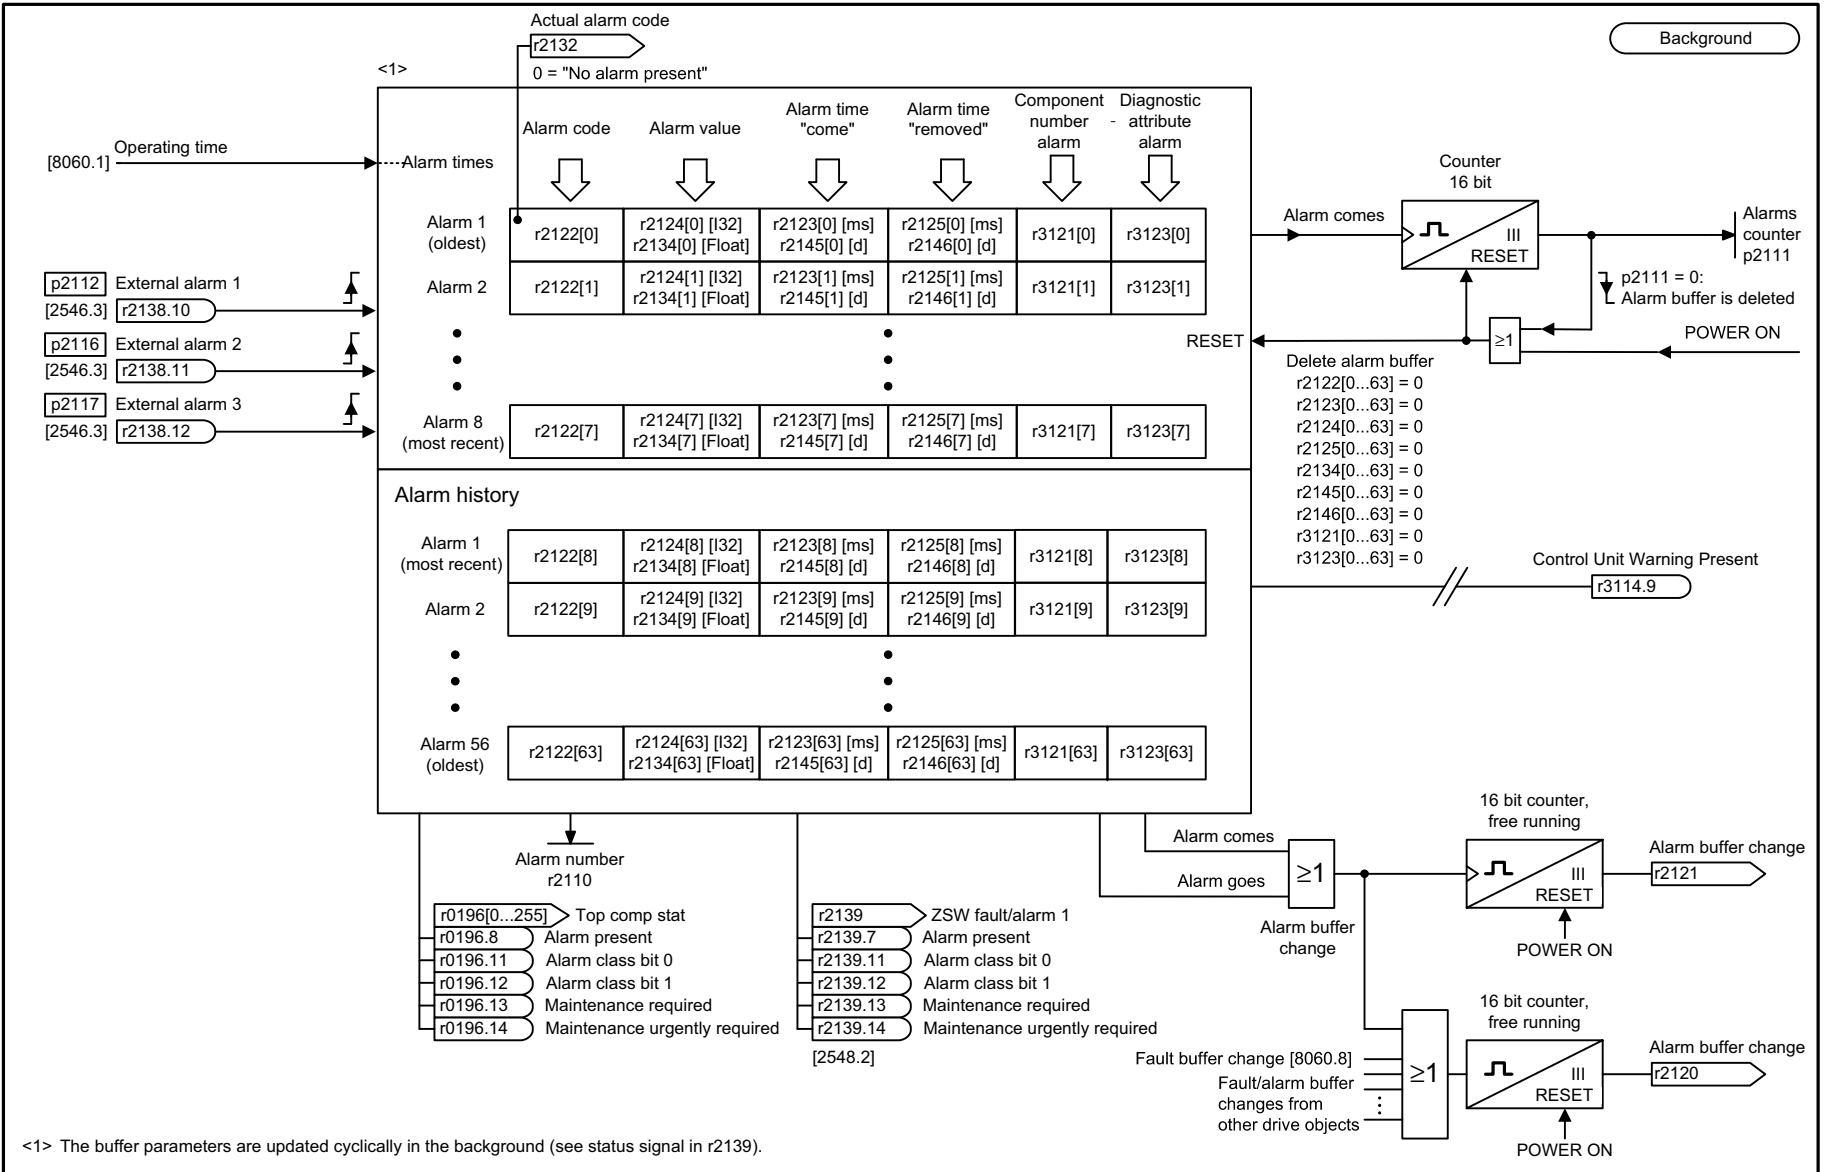 Actual alarm code
r2132
0 = "No alarm present"
Background
<1>
Alarm code
Alarm value
Alarm time
"come"
Alarm time
"removed"
Component
number
alarm
-
Diagnostic
attribute
alarm
[8060.1]
Operating time
Alarm times
Alarm 1
(oldest)
r2122[0]
r2124[0] [I32]
r2134[0] [Float]
r2123[0] [ms]
r2145[0] [d]
r2125[0] [ms]
r2146[0] [d]
r3121[0]
r3123[0]
Alarm 2
r2122[1]
r2124[1] [I32]
r2134[1] [Float]
r2123[1] [ms]
r2145[1] [d]
r2125[1] [ms]
r2146[1] [d]
r3121[1]
r3123[1]
Alarm 8
(most recent)
r2122[7]
r2124[7] [I32]
r2134[7] [Float]
r2123[7] [ms]
r2145[7] [d]
r2125[7] [ms]
r2146[7] [d]
r3121[7]
r3123[7]
p2112 External alarm 1
[2546.3] r2138.10
p2116 External alarm 2
[2546.3] r2138.11
p2117 External alarm 3
[2546.3] r2138.12
Alarm comes
Counter
16 bit
III
RESET
Alarms
counter
p2111
p2111 = 0:
Alarm buffer is deleted
≥1
POWER ON
RESET
Delete alarm buffer
r2122[0...63] = 0
r2123[0...63] = 0
r2124[0...63] = 0
r2125[0...63] = 0
r2134[0...63] = 0
r2145[0...63] = 0
r2146[0...63] = 0
r3121[0...63] = 0
r3123[0...63] = 0
Control Unit Warning Present
r3114.9
Alarm history
Alarm 1
(most recent)
r2122[8]
r2124[8] [I32]
r2134[8] [Float]
r2123[8] [ms]
r2145[8] [d]
r2125[8] [ms]
r2146[8] [d]
r3121[8]
r3123[8]
Alarm 2
r2122[9]
r2124[9] [I32]
r2134[9] [Float]
r2123[9] [ms]
r2145[9] [d]
r2125[9] [ms]
r2146[9] [d]
r3121[9]
r3123[9]
Alarm 56
(oldest)
r2122[63]
r2124[63] [I32]
r2134[63] [Float]
r2123[63] [ms]
r2145[63] [d]
r2125[63] [ms]
r2146[63] [d]
r3121[63]
r3123[63]
Alarm number
r2110
r0196[0...255] Top comp stat
r0196.8 Alarm present
r0196.11 Alarm class bit 0
r0196.12 Alarm class bit 1
r0196.13 Maintenance required
r0196.14 Maintenance urgently required
r2139 ZSW fault/alarm 1
r2139.7 Alarm present
r2139.11 Alarm class bit 0
r2139.12 Alarm class bit 1
r2139.13 Maintenance required
r2139.14 Maintenance urgently required
[2548.2]
Alarm comes
Alarm goes
≥1
Alarm buffer
change
16 bit counter,
free running
III
RESET
POWER ON
Alarm buffer change
r2121
Fault buffer change [8060.8]
Fault/alarm buffer
changes from
other drive objects
≥1
16 bit counter,
free running
III
RESET
POWER ON
Alarm buffer change
r2120
<1> The buffer parameters are updated cyclically in the background (see status signal in r2139).